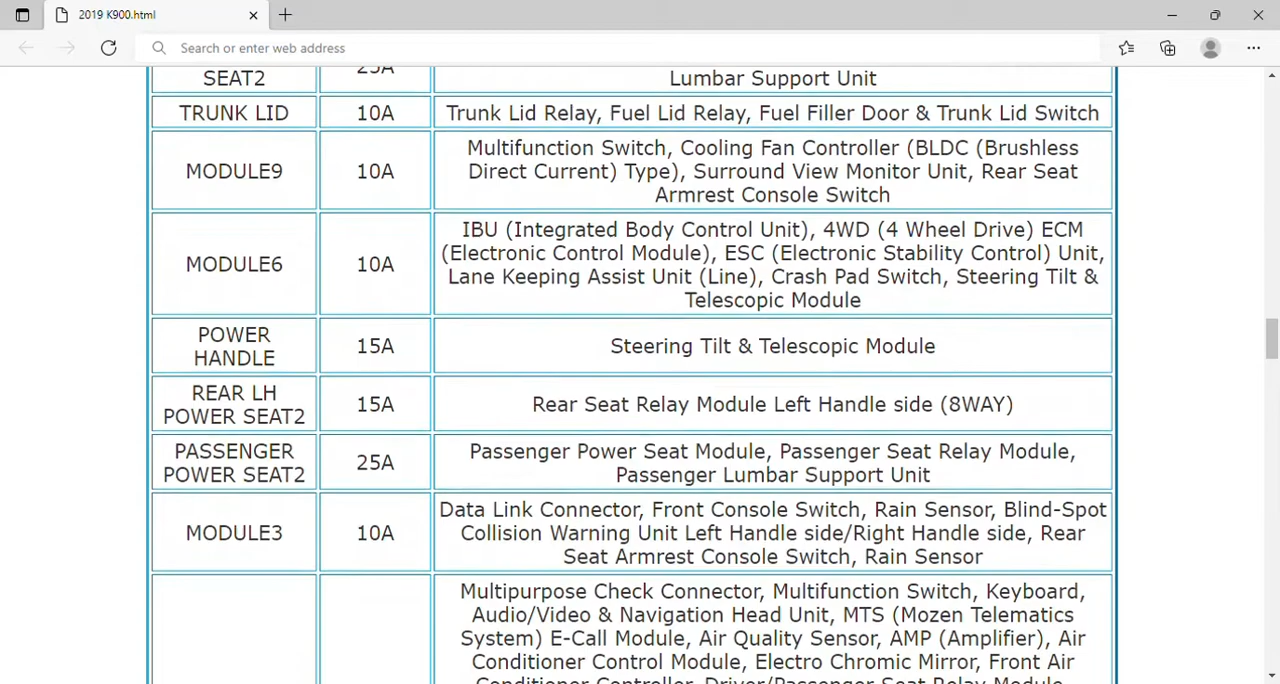 2019 K900.html
Search or enter web address
SEAT2
25A
Lumbar Support Unit
TRUNK LID
10A
Trunk Lid Relay, Fuel Lid Relay, Fuel Filler Door & Trunk Lid Switch
MODULE9
10A
Multifunction Switch, Cooling Fan Controller (BLDC (Brushless
Direct Current) Type), Surround View Monitor Unit, Rear Seat
Armrest Console Switch
MODULE6
10A
IBU (Integrated Body Control Unit), 4WD (4 Wheel Drive) ECM
(Electronic Control Module), ESC (Electronic Stability Control) Unit,
Lane Keeping Assist Unit (Line), Crash Pad Switch, Steering Tilt &
Telescopic Module
POWER
HANDLE
15A
Steering Tilt & Telescopic Module
REAR LH
POWER SEAT2
15A
Rear Seat Relay Module Left Handle side (8WAY)
PASSENGER
POWER SEAT2
25A
Passenger Power Seat Module, Passenger Seat Relay Module,
Passenger Lumbar Support Unit
MODULE3
10A
Data Link Connector, Front Console Switch, Rain Sensor, Blind-Spot
Collision Warning Unit Left Handle side/Right Handle side, Rear
Seat Armrest Console Switch, Rain Sensor
Multipurpose Check Connector, Multifunction Switch, Keyboard,
Audio/Video & Navigation Head Unit, MTS (Mozen Telematics
System) E-Call Module, Air Quality Sensor, AMP (Amplifier), Air
Conditioner Control Module, Electro Chromic Mirror, Front Air
Conditioner Controller, Driver/Passenger Seat Relay Module,